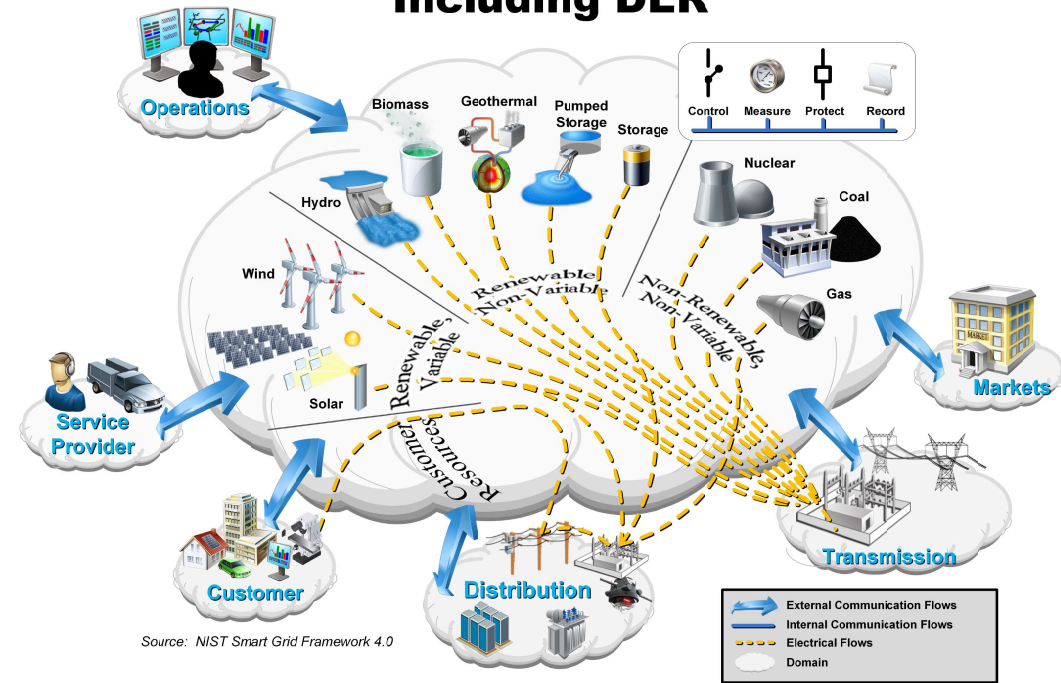 Including DER
Operations
Biomass
Geothermal
Pumped
Storage
Storage
Control
Measure
Protect
Record
Hydro
Nuclear
Coal
Wind
Gas
Renewable,
Non-Variable
Non-Renewable,
Non-Variable
Renewable,
Variable
Solar
MARKET
Markets
Service
Provider
Customer
Resources
Customer
Distribution
Transmission
Source: NIST Smart Grid Framework 4.0
External Communication Flows
Internal Communication Flows
Electrical Flows
Domain